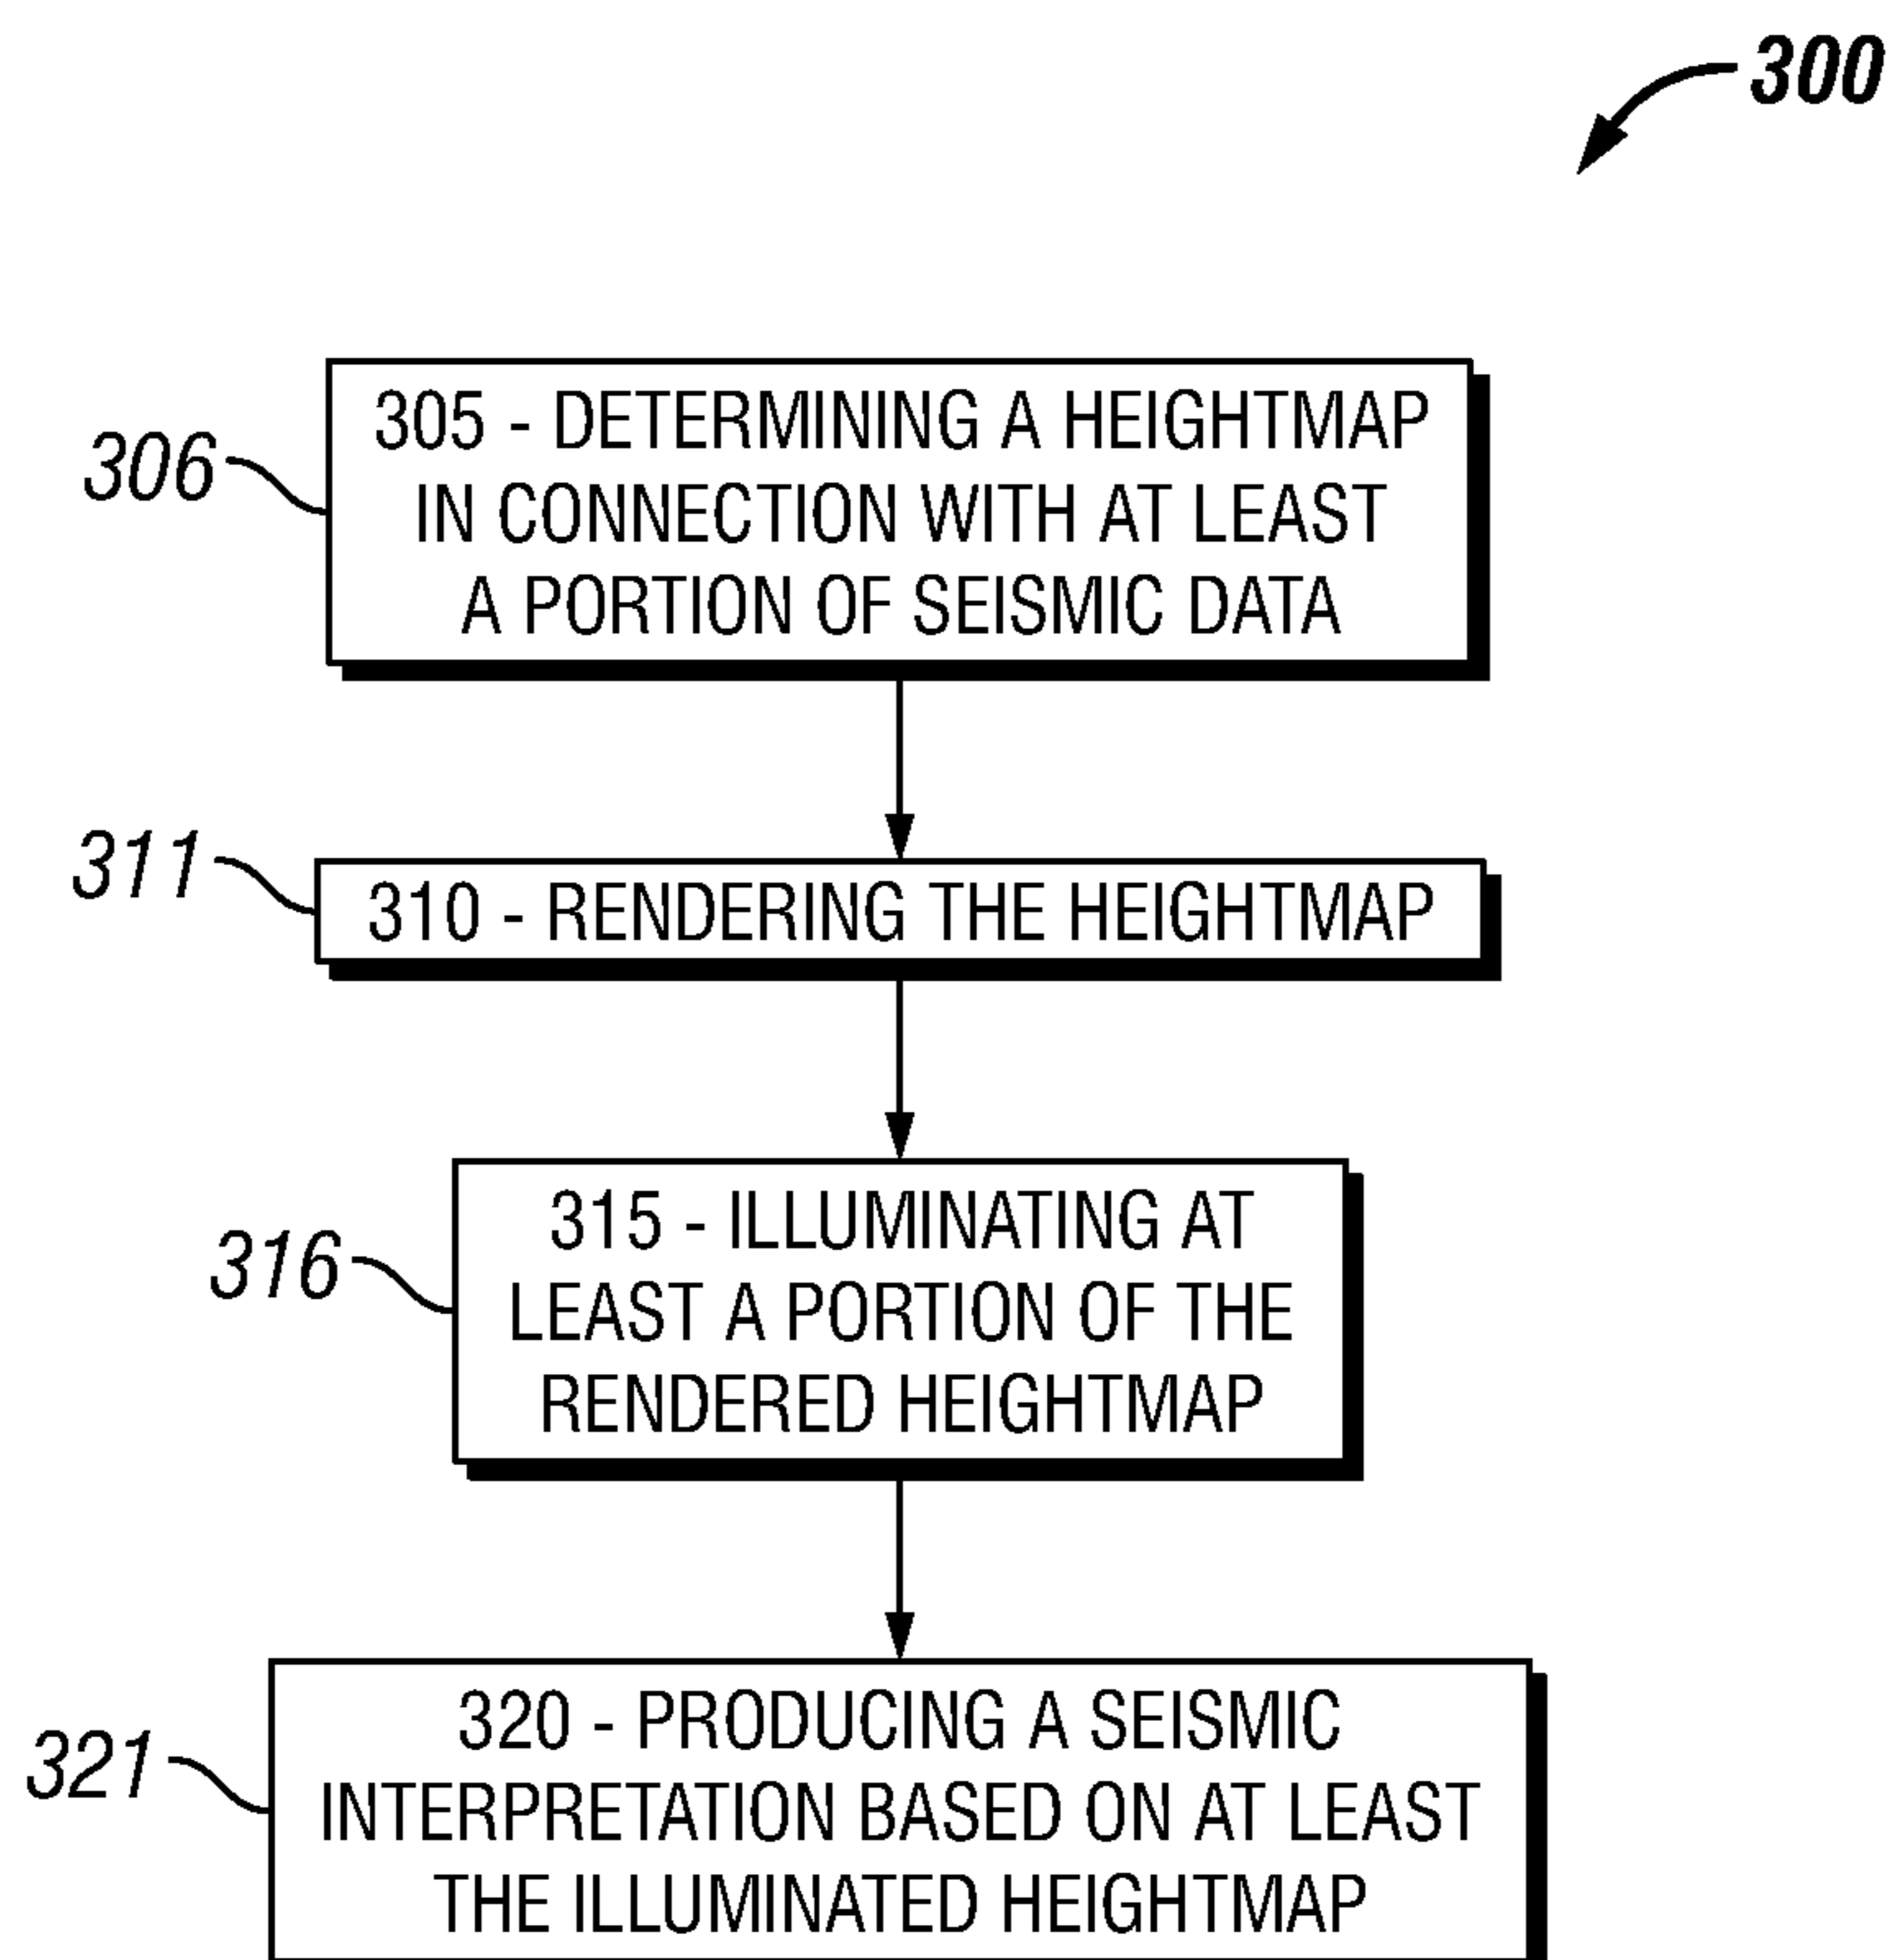 300
306
305 - DETERMINING A HEIGHTMAP
IN CONNECTION WITH AT LEAST
A PORTION OF SEISMIC DATA
311
310 - RENDERING THE HEIGHTMAP
316
315 - ILLUMINATING AT
LEAST A PORTION OF THE
RENDERED HEIGHTMAP
321
320 - PRODUCING A SEISMIC
INTERPRETATION BASED ON AT LEAST
THE ILLUMINATED HEIGHTMAP